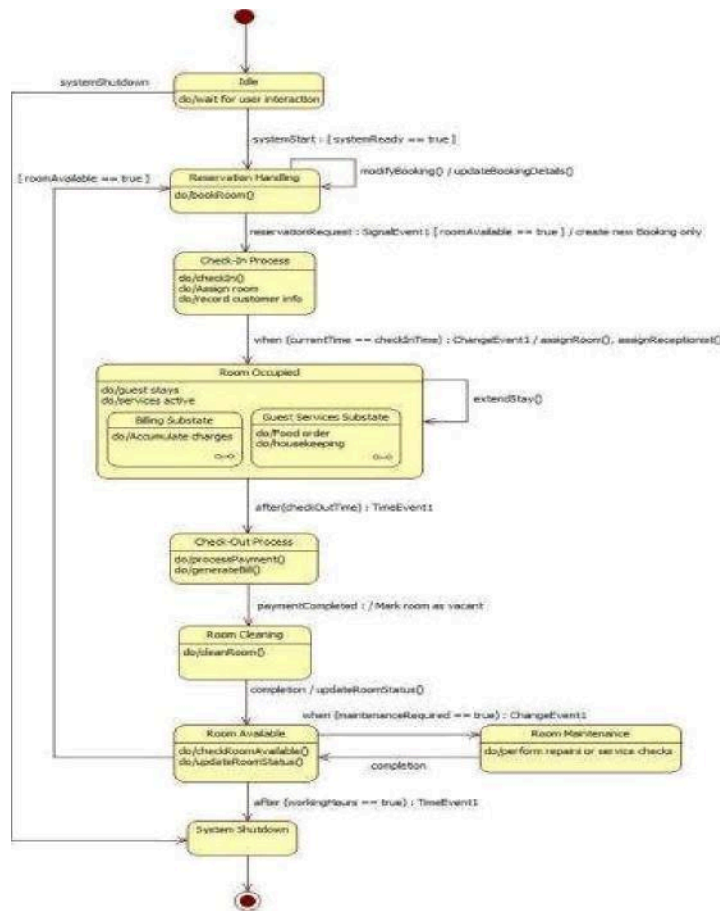 Idle
systemShutdown
do/wait for user interaction
systemStart : [ systemReady == true ]
[ roomAvailable == true ]
Reservation Handling
modifyBooking() / updateBookingDetails()
do/bookRoom()
reservationRequest : SignalEvent1 [ roomAvailable == true ] / create new Booking only
Check-In Process
do/checkIn()
do/Assign room
do/record customer info
when (currentTime == checkInTime) : ChangeEvent1 / assignRoom(), assignReceptionist()
Room Occupied
do/guest stays
do/services active
extendStay()
Billing Substate
do/Accumulate charges
Guest Services Substate
do/Food order
do/housekeeping
after(checkOutTime) : TimeEvent1
Check-Out Process
do/processPayment()
do/generateBill()
paymentCompleted : / Mark room as vacant
Room Cleaning
do/cleanRoom()
completion / updateRoomStatus()
when (maintenanceRequired == true) : ChangeEvent1
Room Available
do/checkRoomAvailable()
do/updateRoomStatus()
Room Maintenance
do/perform repairs or service checks
completion
after (workingHours == true) : TimeEvent1
System Shutdown